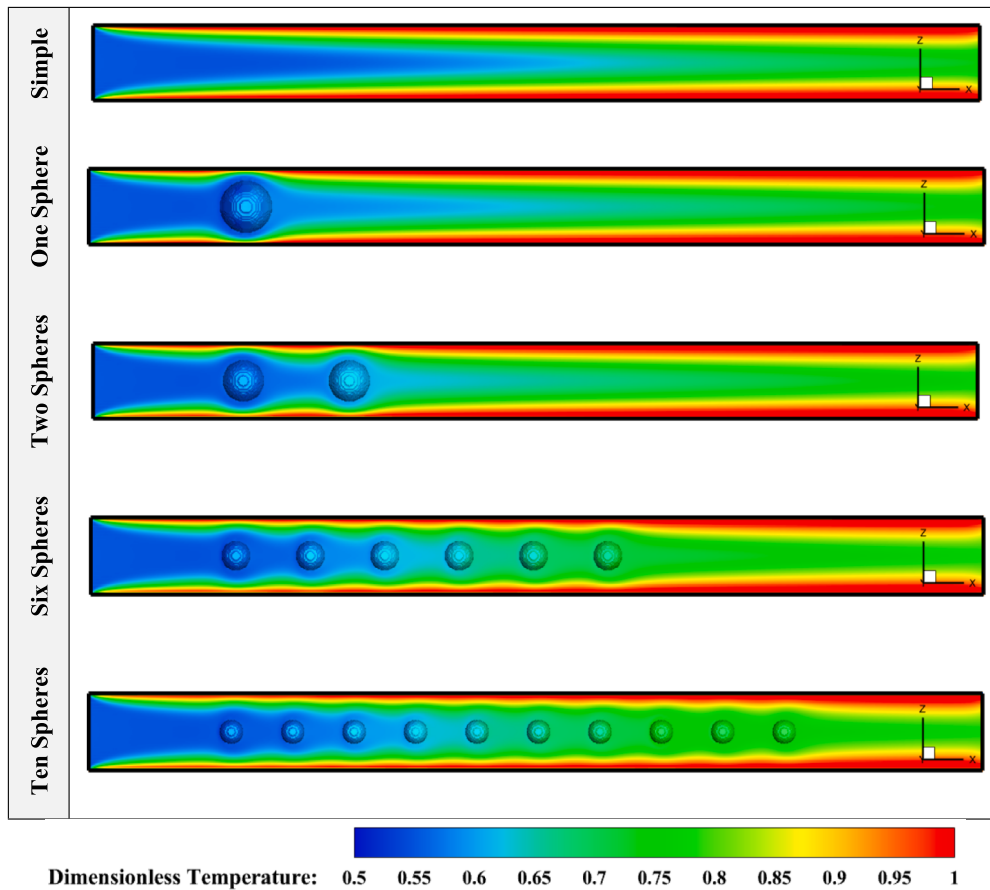 Simple
Z
X
One Sphere
Z
Y
X
Two Spheres
Z
Y
X
Six Spheres
Z
Y
X
Ten Spheres
Z
Y
X
Dimensionless Temperature: 0.5 0.55 0.6 0.65 0.7 0.75 0.8 0.85 0.9 0.95 1